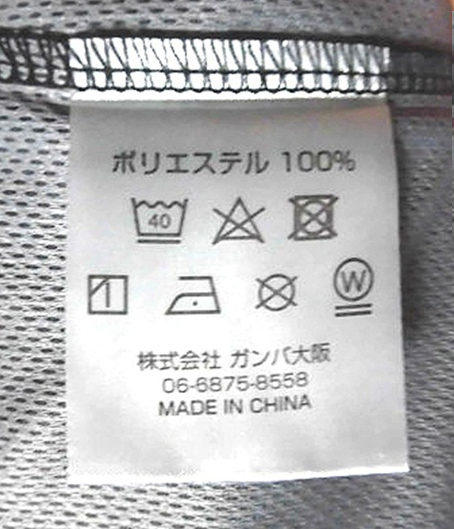 ポリエステル 100%
40
W
株式会社 ガンバ大阪
06-6875-8558
MADE IN CHINA